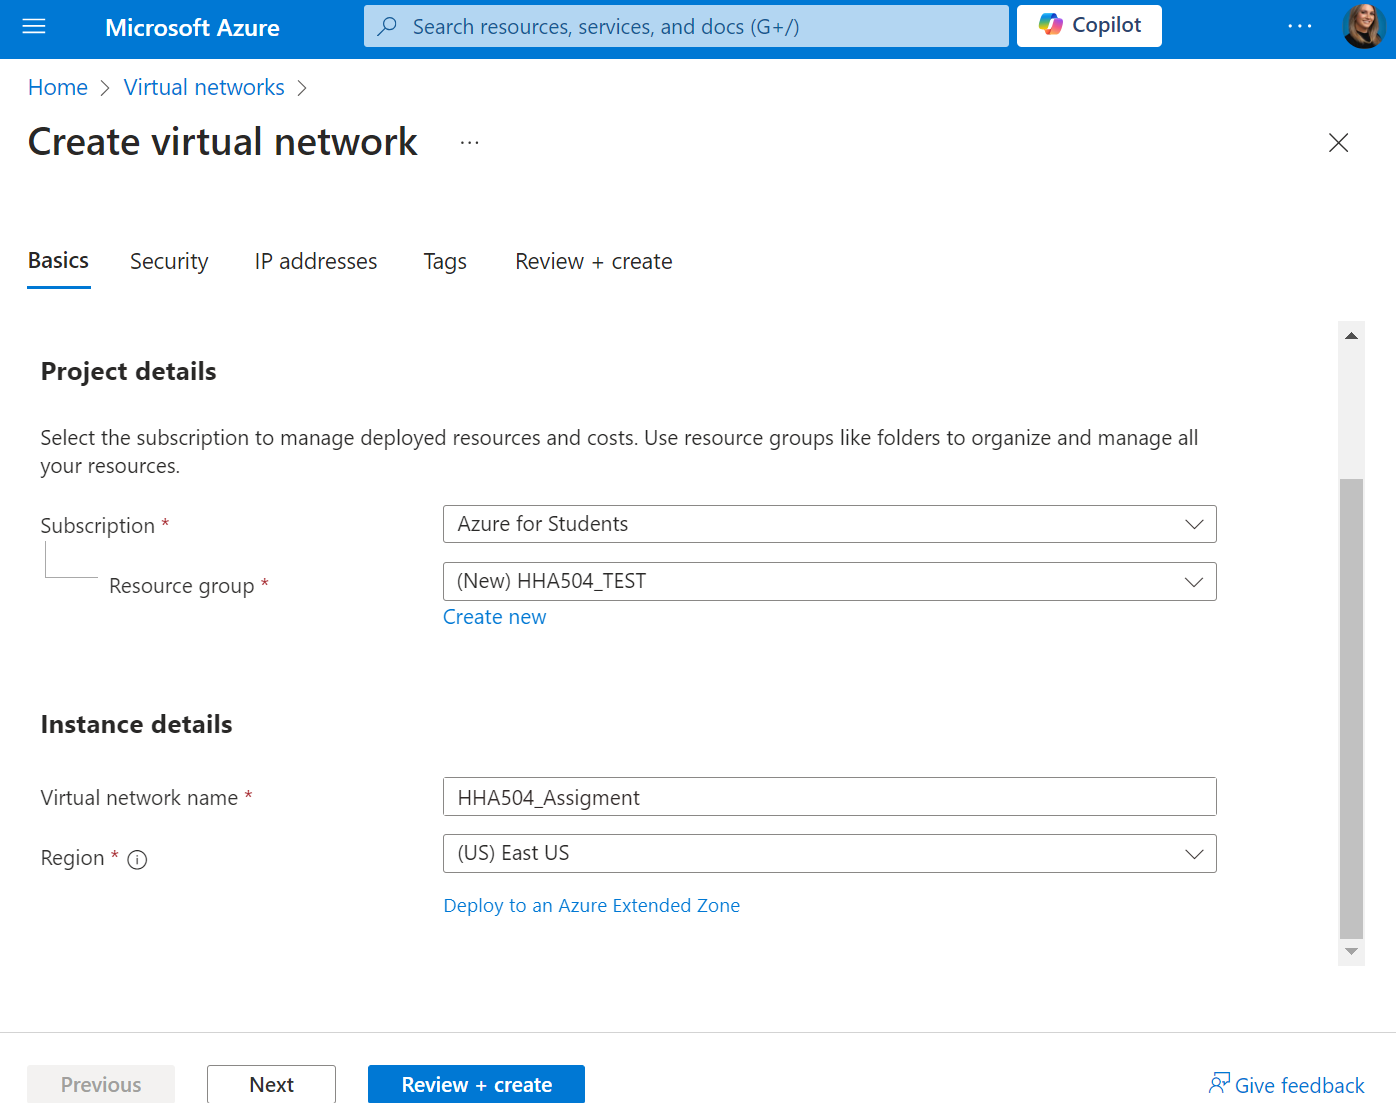 Microsoft Azure
Search resources, services, and docs (G+/)
Copilot
Home
Virtual networks
Create virtual network
Basics
Security
IP addresses
Tags
Review + create
Project details
Select the subscription to manage deployed resources and costs. Use resource groups like folders to organize and manage all
your resources.
Subscription *
Azure for Students
Resource group *
(New) HHA504_TEST
Create new
Instance details
Virtual network name *
HHA504_Assigment
Region *
(US) East US
Deploy to an Azure Extended Zone
Previous
Next
Review + create
Give feedback